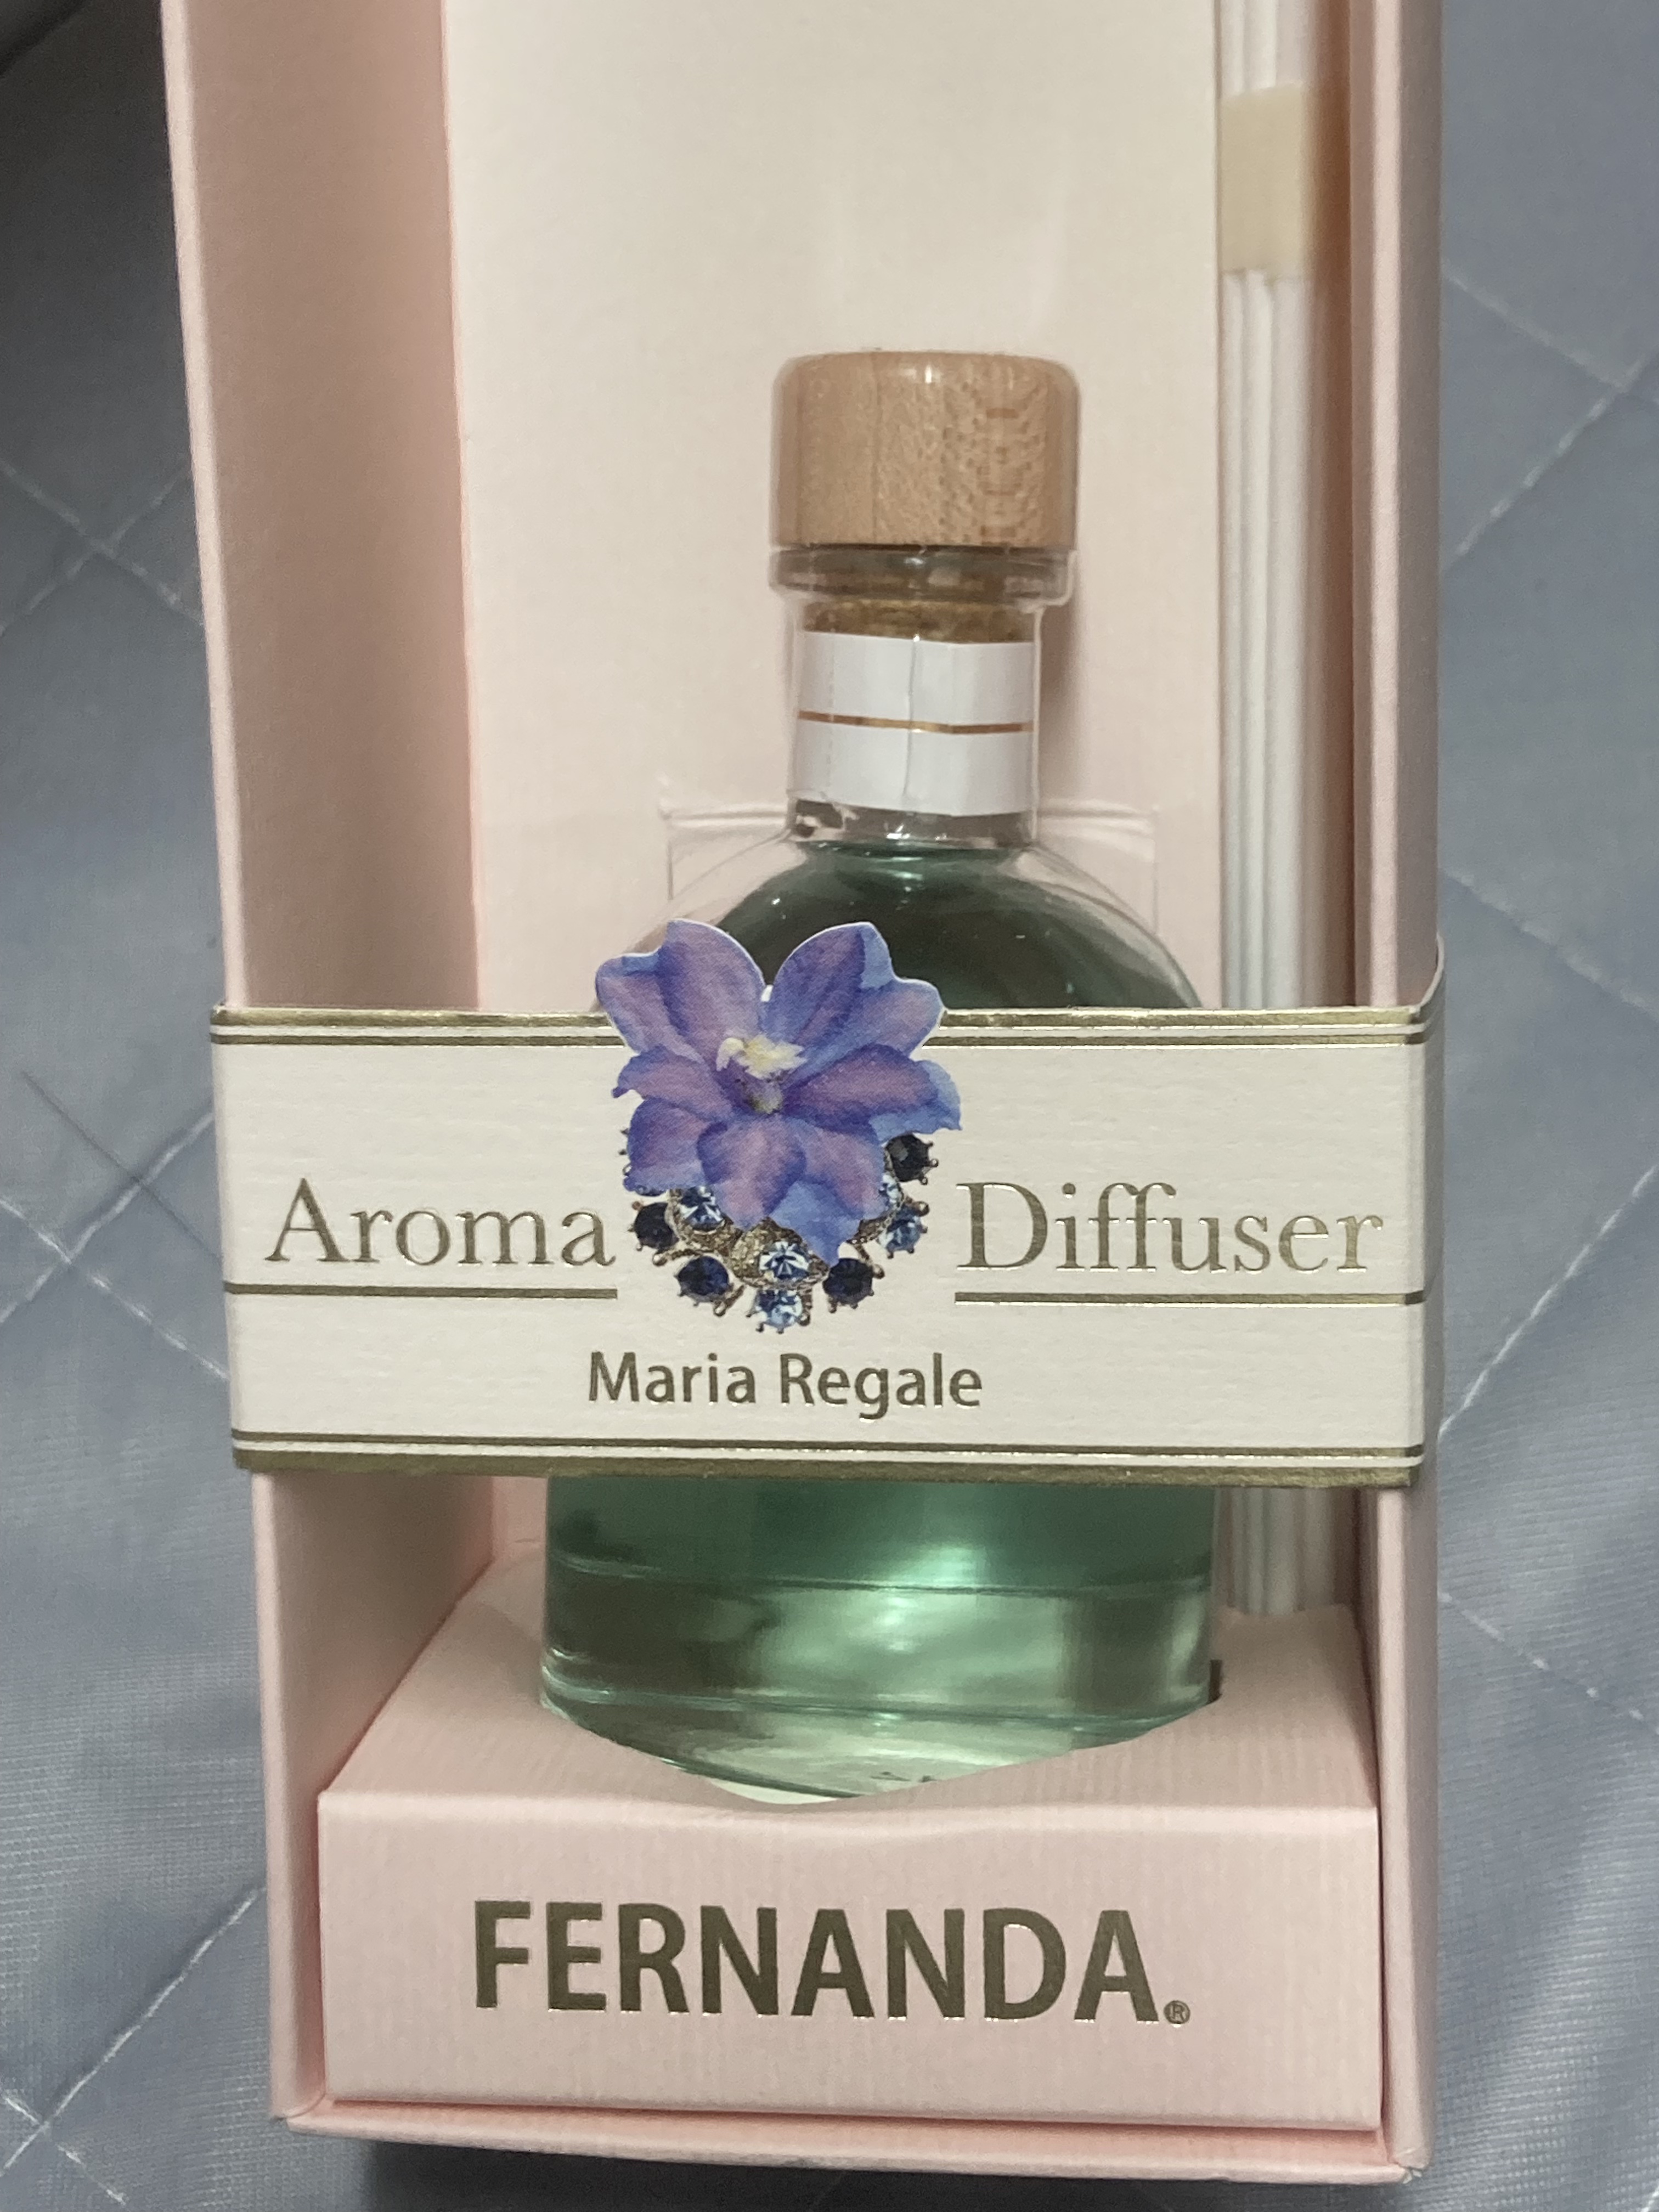 Aroma Diffuser
Maria Regale
FERNANDA.®